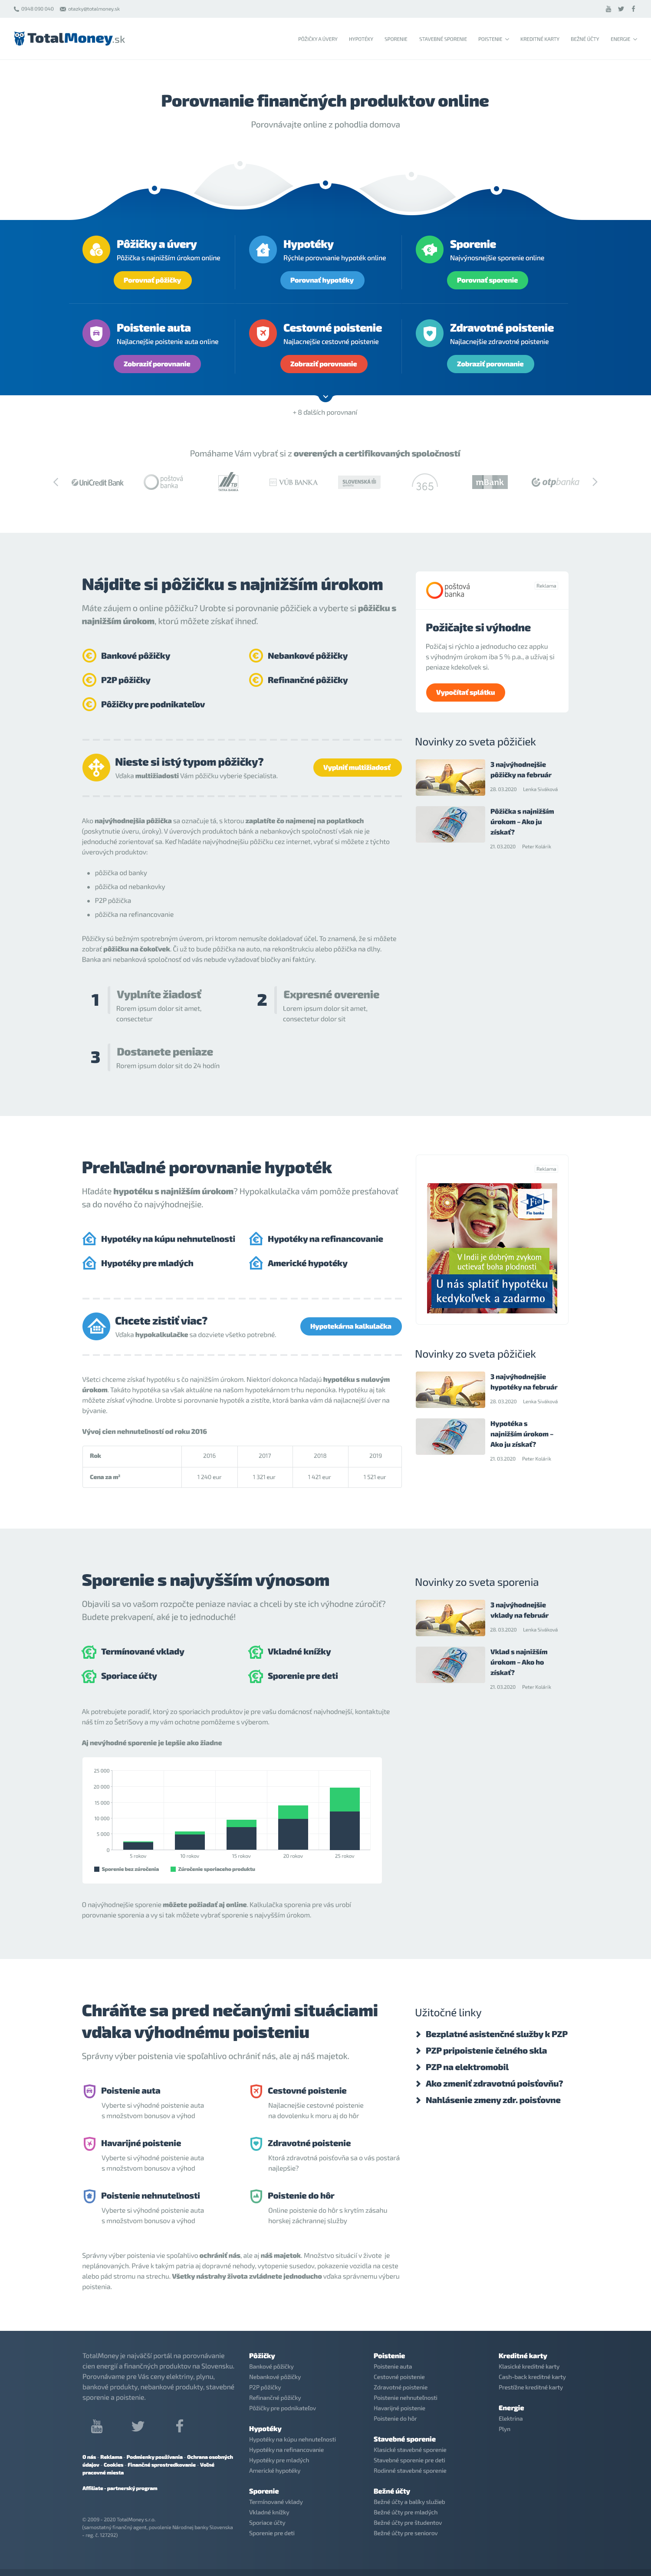 0948 090 040 otazky@totalmoney.sk
TotalMoney.sk
PÔŽIČKY A ÚVERY HYPOTÉKY SPORENIE STAVEBNÉ SPORENIE POISTENIE KREDITNÉ KARTY BEŽNÉ ÚČTY ENERGIE
Porovnanie finančných produktov online
Porovnávajte online z pohodlia domova
Pôžičky a úvery
Pôžička s najnižším úrokom online
Porovnať pôžičky
Hypotéky
Rýchle porovnanie hypoték online
Porovnať hypotéky
Sporenie
Najvýnosnejšie sporenie online
Porovnať sporenie
Poistenie auta
Najlacnejšie poistenie auta online
Zobraziť porovnanie
Cestovné poistenie
Najlacnejšie cestovné poistenie
Zobraziť porovnanie
Zdravotné poistenie
Najlacnejšie zdravotné poistenie
Zobraziť porovnanie
+ 8 ďalších porovnaní
Pomáhame Vám vybrať si z overených a certifikovaných spoločností
UniCredit Bank
poštová
banka
TB
TATRA BANKA
VÚB BANKA
SLOVENSKÁ
365
mBank
otpbanka
Nájdite si pôžičku s najnižším úrokom
Máte záujem o online pôžičku? Urobte si porovnanie pôžičiek a vyberte si pôžičku s
najnižším úrokom, ktorú môžete získať ihneď.
Bankové pôžičky
Nebankové pôžičky
P2P pôžičky
Refinančné pôžičky
Pôžičky pre podnikateľov
Nieste si istý typom pôžičky?
Vďaka multižiadosti Vám pôžičku vyberie špecialista.
Vyplniť multižiadosť
Ako najvýhodnejšia pôžička sa označuje tá, s ktorou zaplatíte čo najmenej na poplatkoch
(poskytnutie úveru, úroky). V úverových produktoch bánk a nebankových spoločností však nie je
jednoduché zorientovať sa. Keď hľadáte najvýhodnejšiu pôžičku cez internet, vybrať si môžete z týchto
úverových produktov:
pôžička od banky
pôžička od nebankovky
P2P pôžička
pôžička na refinancovanie
Pôžičky sú bežným spotrebným úverom, pri ktorom nemusíte dokladovať účel. To znamená, že si môžete
zobrať pôžičku na čokoľvek. Či už to bude pôžička na auto, na rekonštrukciu alebo pôžička na dlhy.
Banka ani nebanková spoločnosť od vás nebude vyžadovať bločky ani faktúry.
1
Vyplníte žiadosť
Rorem ipsum dolor sit amet,
consectetur
2
Expresné overenie
Lorem ipsum dolor sit amet,
consectetur dolor sit
3
Dostanete peniaze
Rorem ipsum dolor sit do 24 hodín
poštová
banka
Reklama
Požičajte si výhodne
Požičaj si rýchlo a jednoducho cez appku
s výhodným úrokom iba 5 % p.a., a užívaj si
peniaze kdekoľvek si.
Vypočítať splátku
Novinky zo sveta pôžičiek
3 najvýhodnejšie
pôžičky na február
28. 03.2020 Lenka Siváková
Pôžička s najnižším
úrokom – Ako ju
získať?
21. 03.2020 Peter Kolárik
Prehľadné porovnanie hypoték
Hľadáte hypotéku s najnižším úrokom? Hypokalkulačka vám pomôže presťahovať
sa do nového čo najvýhodnejšie.
Hypotéky na kúpu nehnuteľnosti
Hypotéky na refinancovanie
Hypotéky pre mladých
Americké hypotéky
Chcete zistiť viac?
Vďaka hypokalkulačke sa dozviete všetko potrebné.
Hypotekárna kalkulačka
Všetci chceme získať hypotéku s čo najnižším úrokom. Niektorí dokonca hľadajú hypotéku s nulovým
úrokom. Takáto hypotéka sa však aktuálne na našom hypotekárnom trhu neponúka. Hypotéku aj tak
môžete získať výhodne. Urobte si porovnanie hypoték a zistíte, ktorá banka vám dá najlacnejší úver na
bývanie.
Vývoj cien nehnuteľností od roku 2016
Rok 2016 2017 2018 2019
Cena za m² 1 240 eur 1 321 eur 1 421 eur 1 521 eur
Reklama
Fio banka
V Indii je dobrým zvykom
uctievať boha plodnosti
U nás splatiť hypotéku
kedykoľvek a zadarmo
Novinky zo sveta pôžičiek
3 najvýhodnejšie
hypotéky na február
28. 03.2020 Lenka Siváková
Hypotéka s
najnižším úrokom –
Ako ju získať?
21. 03.2020 Peter Kolárik
Sporenie s najvyšším výnosom
Objavili sa vo vašom rozpočte peniaze naviac a chceli by ste ich výhodne zúročiť?
Budete prekvapení, aké je to jednoduché!
Termínované vklady
Vkladné knížky
Sporiace účty
Sporenie pre deti
Ak potrebujete poradiť, ktorý zo sporiacich produktov je pre vašu domácnosť najvhodnejší, kontaktujte
náš tím zo ŠetriSovy a my vám ochotne pomôžeme s výberom.
Aj nevýhodné sporenie je lepšie ako žiadne
25 000
20 000
15 000
10 000
5 000
0
5 rokov 10 rokov 15 rokov 20 rokov 25 rokov
Sporenie bez zúročenia Zúročenie sporiaceho produktu
O najvýhodnejšie sporenie môžete požiadať aj online. Kalkulačka sporenia pre vás urobí
porovnanie sporenia a vy si tak môžete vybrať sporenie s najvyšším úrokom.
Novinky zo sveta sporenia
3 najvýhodnejšie
vklady na február
28. 03.2020 Lenka Siváková
Vklad s najnižším
úrokom – Ako ho
získať?
21. 03.2020 Peter Kolárik
Chráňte sa pred nečanými situáciami
vďaka výhodnému poisteniu
Správny výber poistenia vie spoľahlivo ochrániť nás, ale aj náš majetok.
Poistenie auta
Vyberte si výhodné poistenie auta
s množstvom bonusov a výhod
Cestovné poistenie
Najlacnejšie cestovné poistenie
na dovolenku k moru aj do hôr
Havarijné poistenie
Vyberte si výhodné poistenie auta
s množstvom bonusov a výhod
Zdravotné poistenie
Ktorá zdravotná poisťovňa sa o vás postará
najlepšie?
Poistenie nehnuteľnosti
Vyberte si výhodné poistenie auta
s množstvom bonusov a výhod
Poistenie do hôr
Online poistenie do hôr s krytím zásahu
horskej záchrannej služby
Správny výber poistenia vie spoľahlivo ochrániť nás, ale aj náš majetok. Množstvo situácií v živote je
neplánovaných. Práve k takým patria aj dopravné nehody, vytopenie susedov, pokazenie vozidla na ceste
alebo pád stromu na strechu. Všetky nástrahy života zvládnete jednoducho vďaka správnemu výberu
poistenia.
Užitočné linky
Bezplatné asistenčné služby k PZP
PZP pripoistenie čelného skla
PZP na elektromobil
Ako zmeniť zdravotnú poisťovňu?
Nahlásenie zmeny zdr. poisťovne
TotalMoney je najväčší portál na porovnávanie
cien energií a finančných produktov na Slovensku.
Porovnávame pre Vás ceny elektriny, plynu,
bankové produkty, nebankové produkty, stavebné
sporenie a poistenie.
O nás · Reklama · Podmienky používania · Ochrana osobných
údajov · Cookies · Finančné sprostredkovanie · Voľné
pracovné miesta
Affiliate - partnerský program
© 2009 - 2020 TotalMoney s.r.o.
(samostatný finančný agent, povolenie Národnej banky Slovenska
- reg. č. 127292)
Pôžičky
Bankové pôžičky
Nebankové pôžičky
P2P pôžičky
Refinančné pôžičky
Pôžičky pre podnikateľov
Hypotéky
Hypotéky na kúpu nehnuteľnosti
Hypotéky na refinancovanie
Hypotéky pre mladých
Americké hypotéky
Sporenie
Termínované vklady
Vkladné knížky
Sporiace účty
Sporenie pre deti
Poistenie
Poistenie auta
Cestovné poistenie
Zdravotné poistenie
Poistenie nehnuteľnosti
Havarijné poistenie
Poistenie do hôr
Stavebné sporenie
Klasické stavebné sporenie
Stavebné sporenie pre deti
Rodinné stavebné sporenie
Bežné účty
Bežné účty a balíky služieb
Bežné účty pre mladých
Bežné účty pre študentov
Bežné účty pre seniorov
Kreditné karty
Klasické kreditné karty
Cash-back kreditné karty
Prestížne kreditné karty
Energie
Elektrina
Plyn